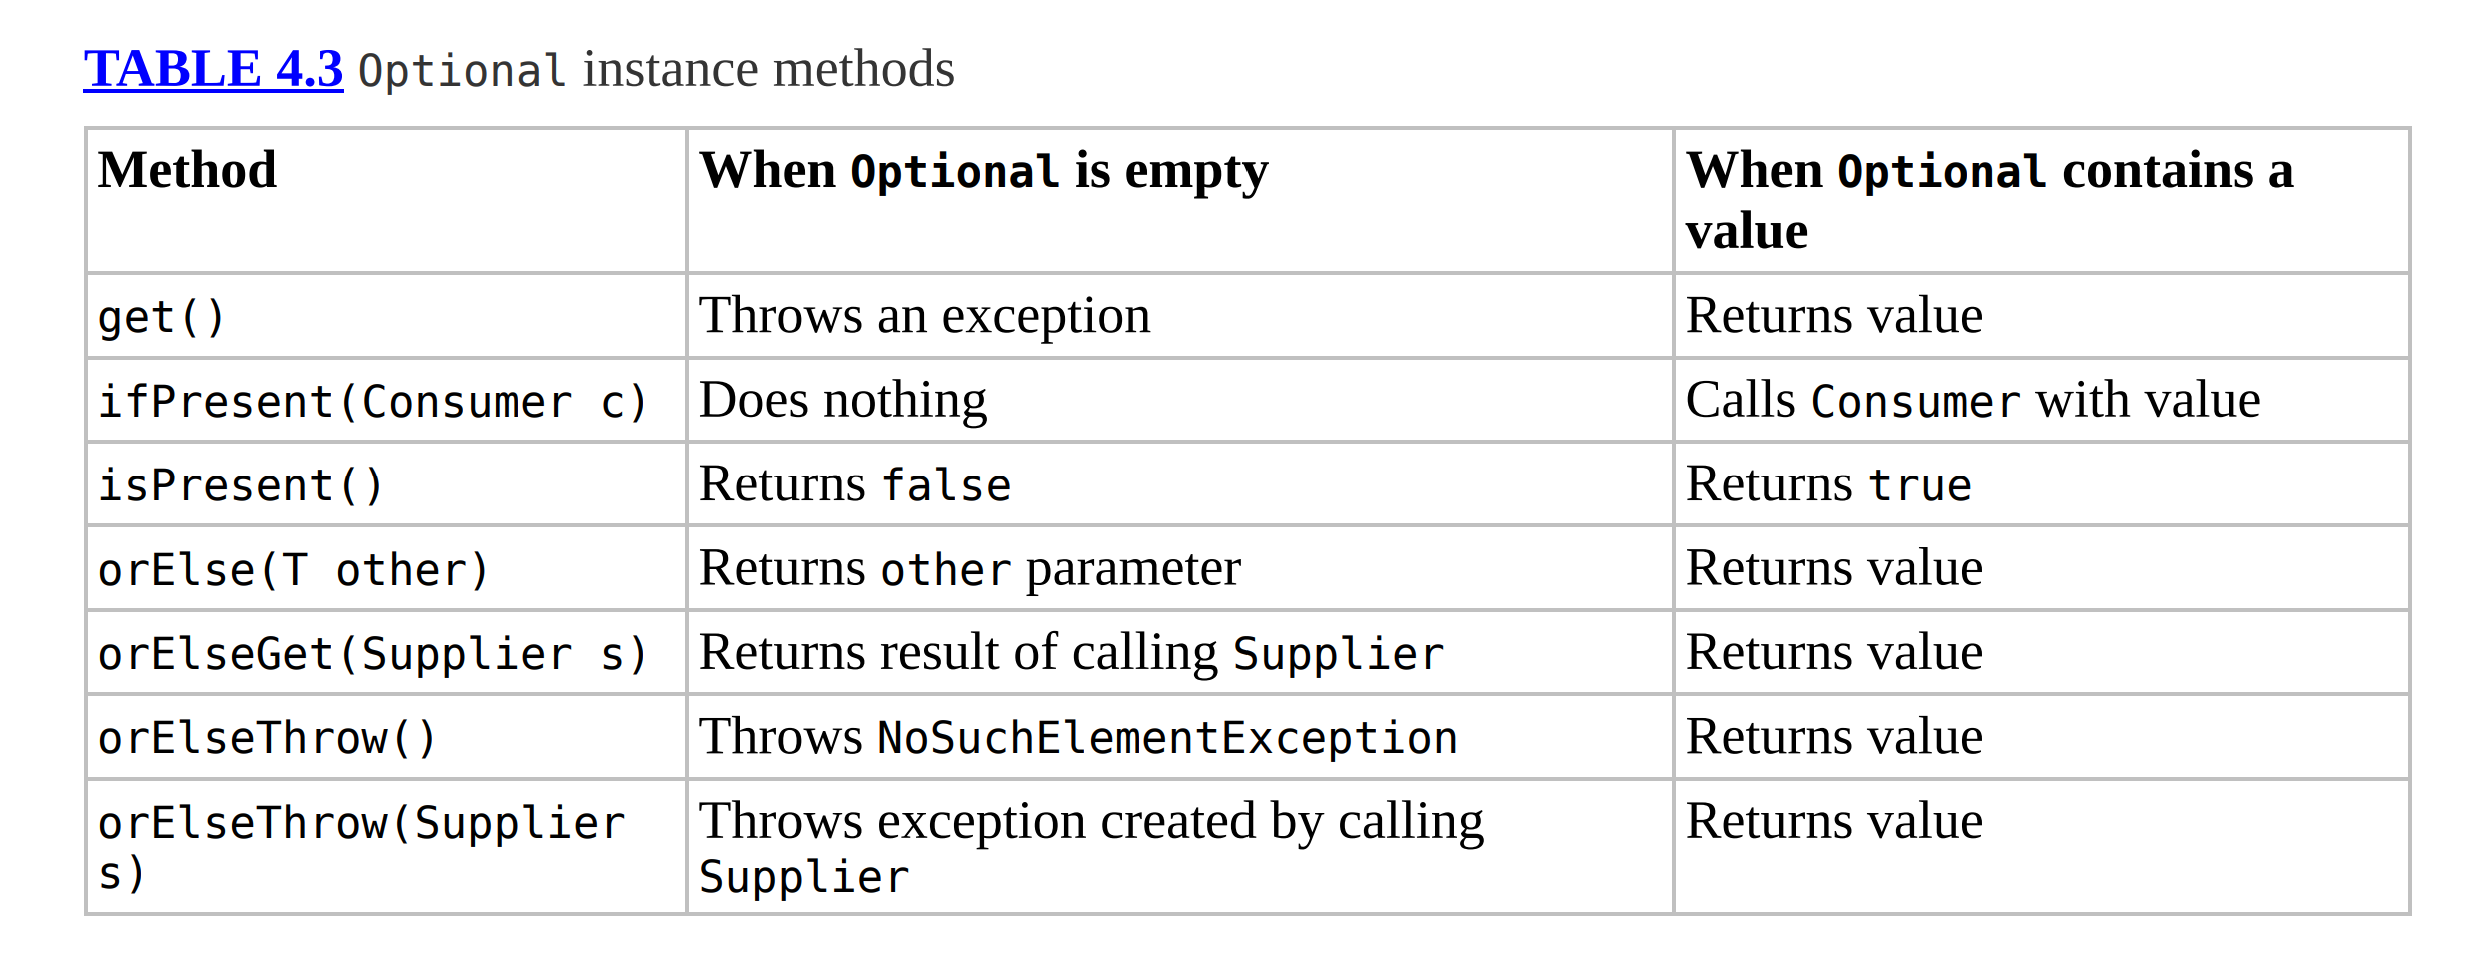 TABLE 4.3 Optional instance methods
Method When Optional is empty When Optional contains a
value
get() Throws an exception Returns value
ifPresent(Consumer c) Does nothing Calls Consumer with value
isPresent() Returns false Returns true
orElse(T other) Returns other parameter Returns value
orElseGet(Supplier s) Returns result of calling Supplier Returns value
orElseThrow() Throws NoSuchElementException Returns value
orElseThrow(Supplier Throws exception created by calling Returns value
s) Supplier